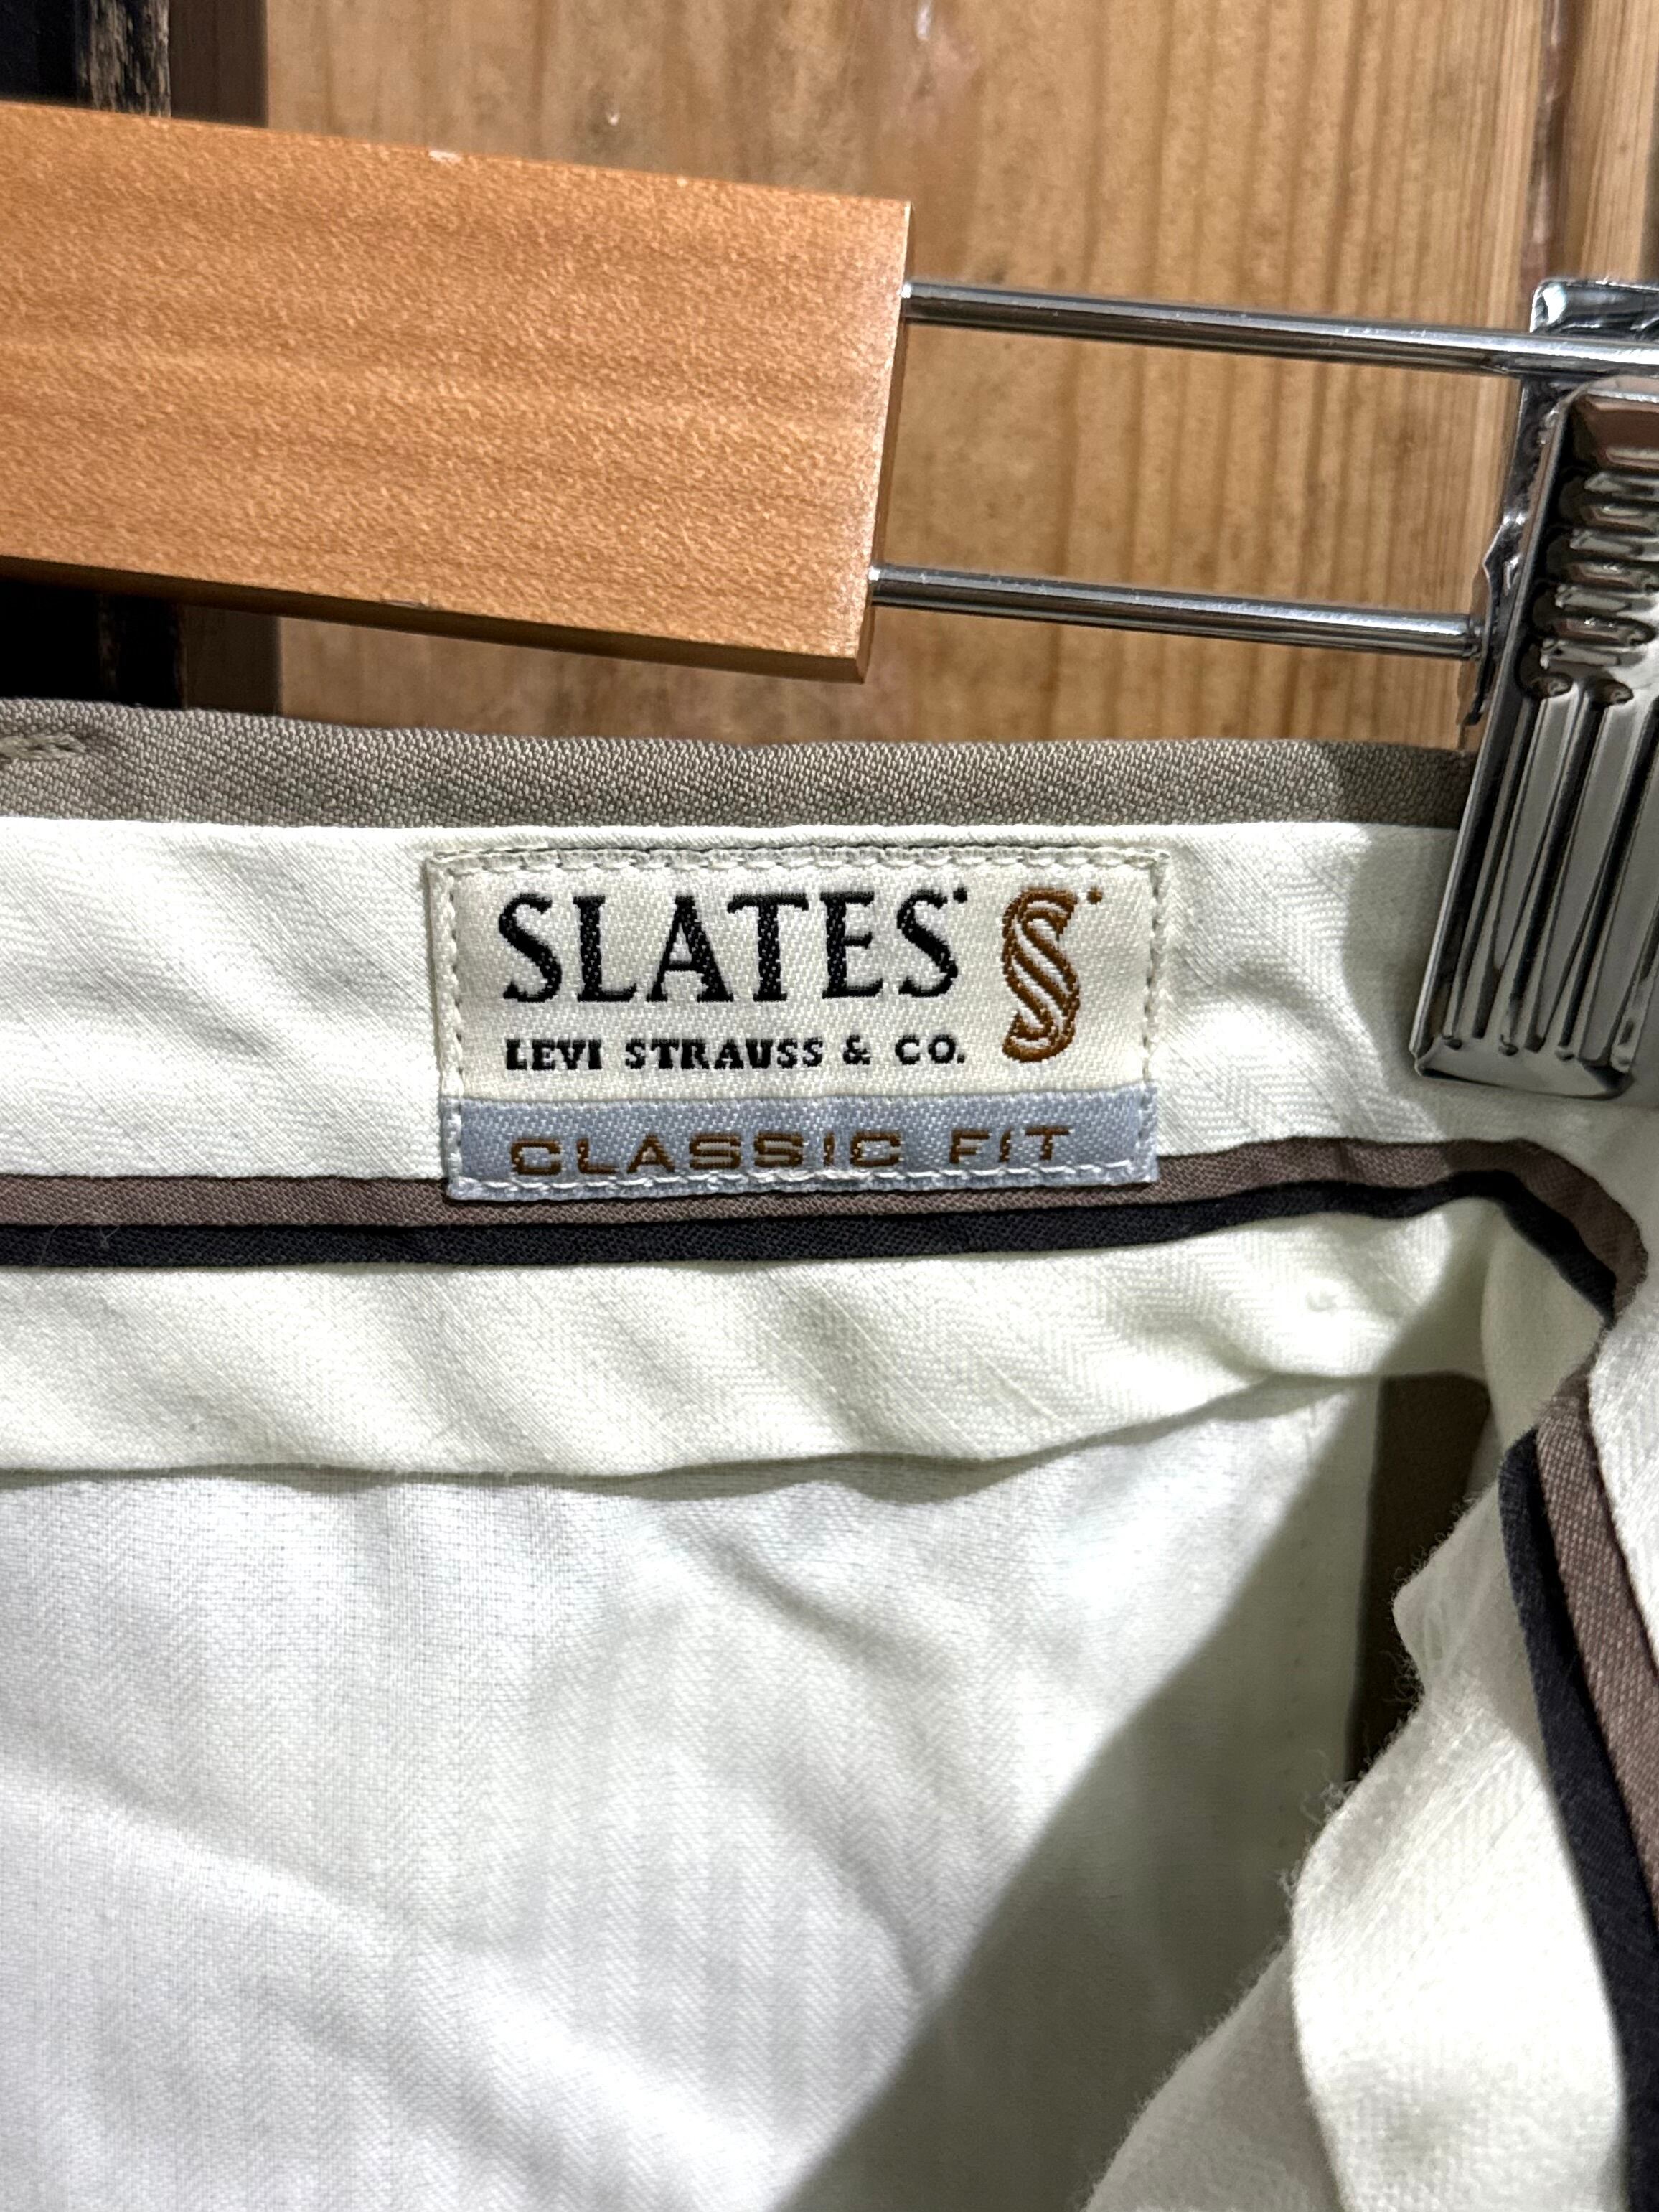 SLATES S
LEVI STRAUSS & CO.
CLASSIC FIT